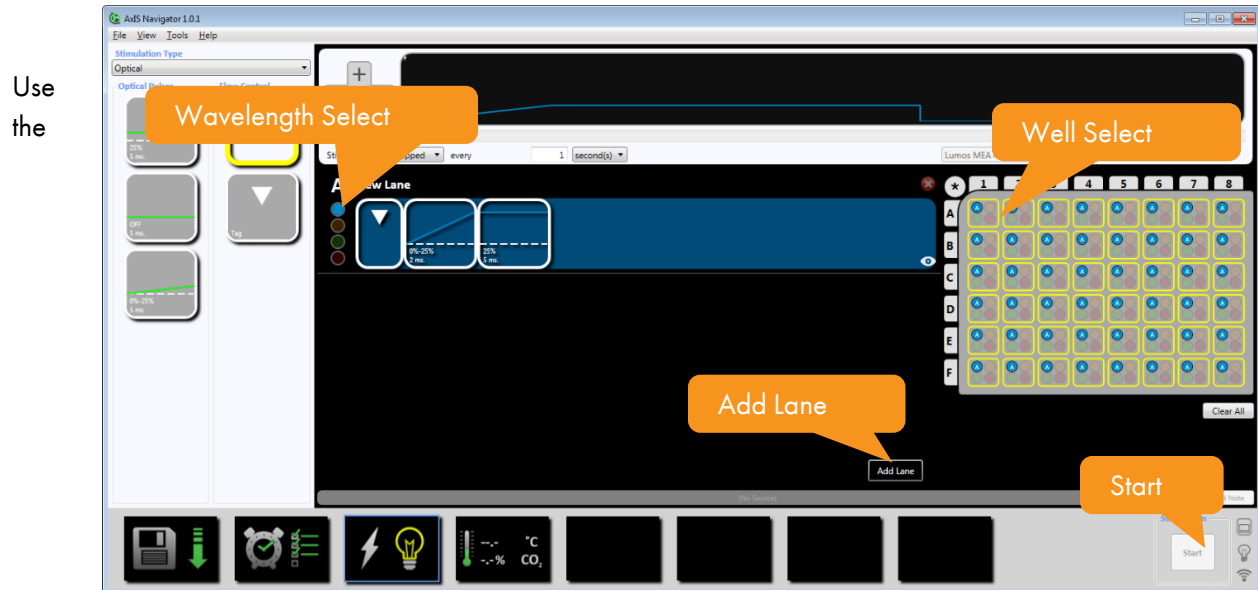 AxIS Navigator 1.0.1
File View Tools Help
Use
the
Stimulation Type
Optical
Wavelength Select
25%
5 ms.
OFF
5 ms.
0%-25%
5 ms.
Tag
every 1 second(s)
Well Select
Lumos MEA
Lane
0%-25%
2 ms.
25%
5 ms.
* 1 4 5 6 7 8
A A A A A A A A A
B A A A A A A A A
C A A A A A A A A
D A A A A A A A A
E A A A A A A A A
F A A A A A A A A
Clear All
Add Lane
Add Lane
(No Source)
Note
Start
Start
--.- °C
-.-% CO₂